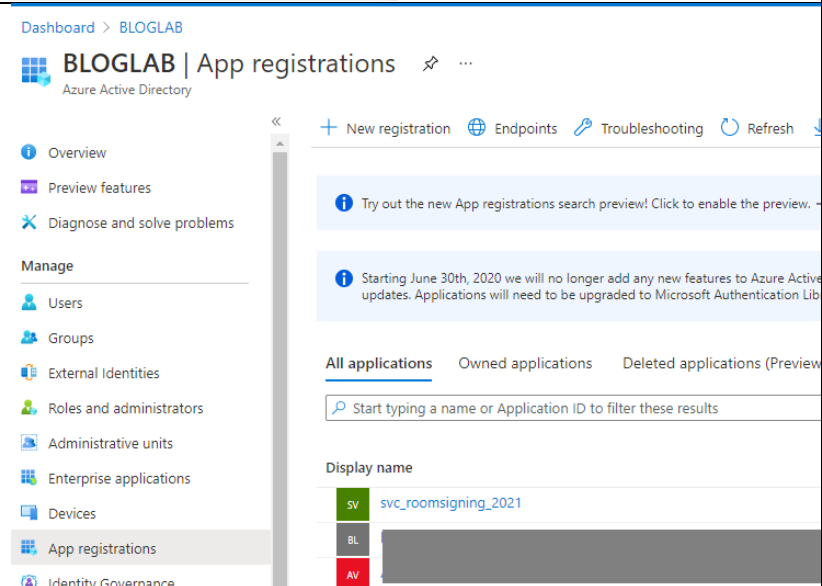 Dashboard > BLOGLAB
BLOGLAB | App registrations
Azure Active Directory
+ New registration Endpoints Troubleshooting Refresh
Overview
Preview features
Diagnose and solve problems
Manage
Users
Groups
External Identities
Roles and administrators
Administrative units
Enterprise applications
Devices
App registrations
Identity Governance
Try out the new App registrations search preview! Click to enable the preview.
Starting June 30th, 2020 we will no longer add any new features to Azure Active
updates. Applications will need to be upgraded to Microsoft Authentication Lib
All applications Owned applications Deleted applications (Preview
Start typing a name or Application ID to filter these results
Display name
SV svc_roomsigning_2021
BL
AV